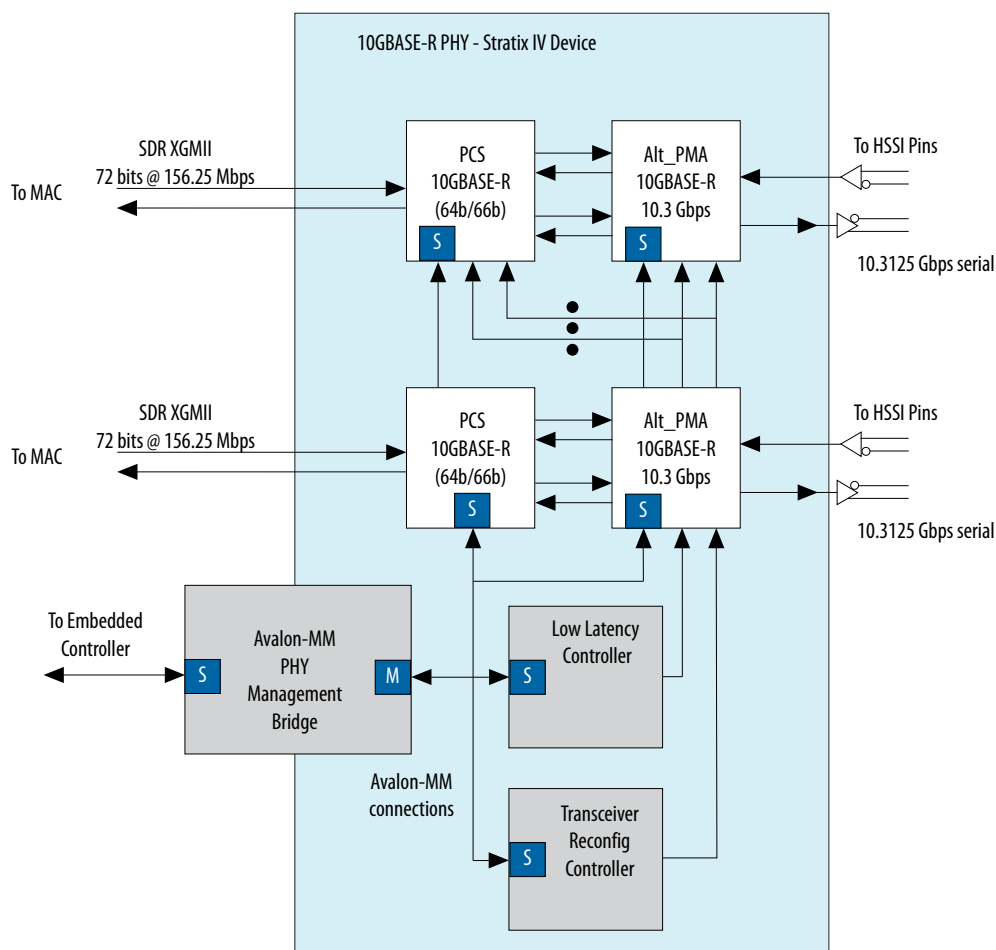 10GBASE-R PHY - Stratix IV Device
SDR XGMII
72 bits @ 156.25 Mbps
To MAC
PCS
10GBASE-R
(64b/66b)
S
Alt_PMA
10GBASE-R
10.3 Gbps
S
To HSSI Pins
10.3125 Gbps serial
SDR XGMII
72 bits @ 156.25 Mbps
To MAC
PCS
10GBASE-R
(64b/66b)
S
Alt_PMA
10GBASE-R
10.3 Gbps
S
To HSSI Pins
10.3125 Gbps serial
To Embedded
Controller
S
Avalon-MM
PHY
Management
Bridge
M
Low Latency
Controller
S
Avalon-MM
connections
Transceiver
Reconfig
Controller
S